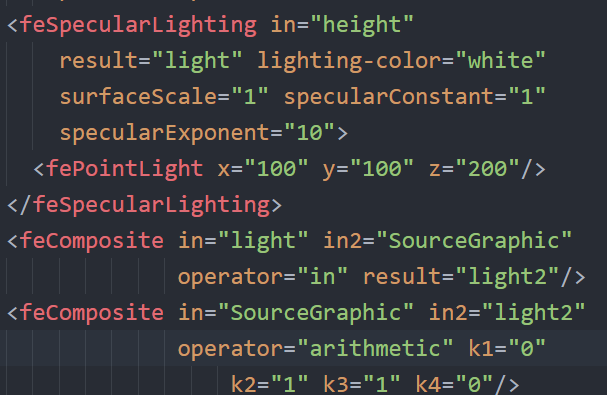 <feSpecularLighting in="height"
result="light" lighting-color="white"
surfaceScale="1" specularConstant="1"
specularExponent="10">
<fePointLight x="100" y="100" z="200"/>
</feSpecularLighting>
<feComposite in="light" in2="SourceGraphic"
operator="in" result="light2"/>
<feComposite in="SourceGraphic" in2="light2"
operator="arithmetic" k1="0"
k2="1" k3="1" k4="0"/>